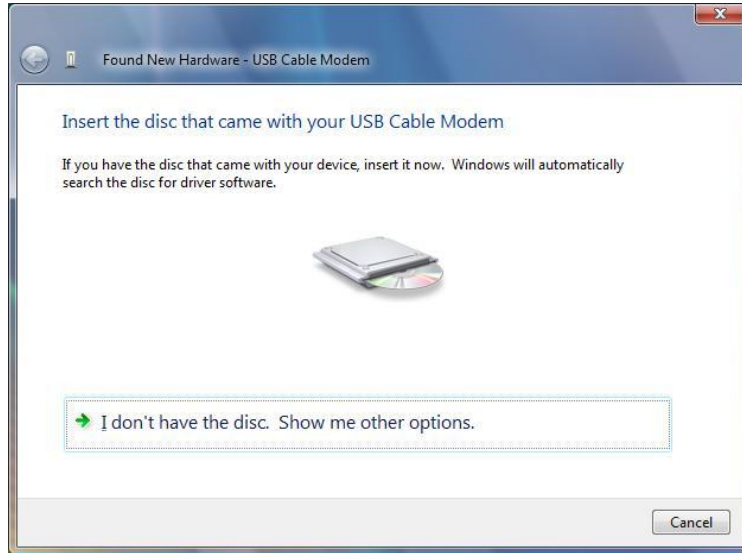 Found New Hardware - USB Cable Modem
Insert the disc that came with your USB Cable Modem
If you have the disc that came with your device, insert it now.  Windows will automatically
search the disc for driver software.
I don't have the disc.  Show me other options.
Cancel